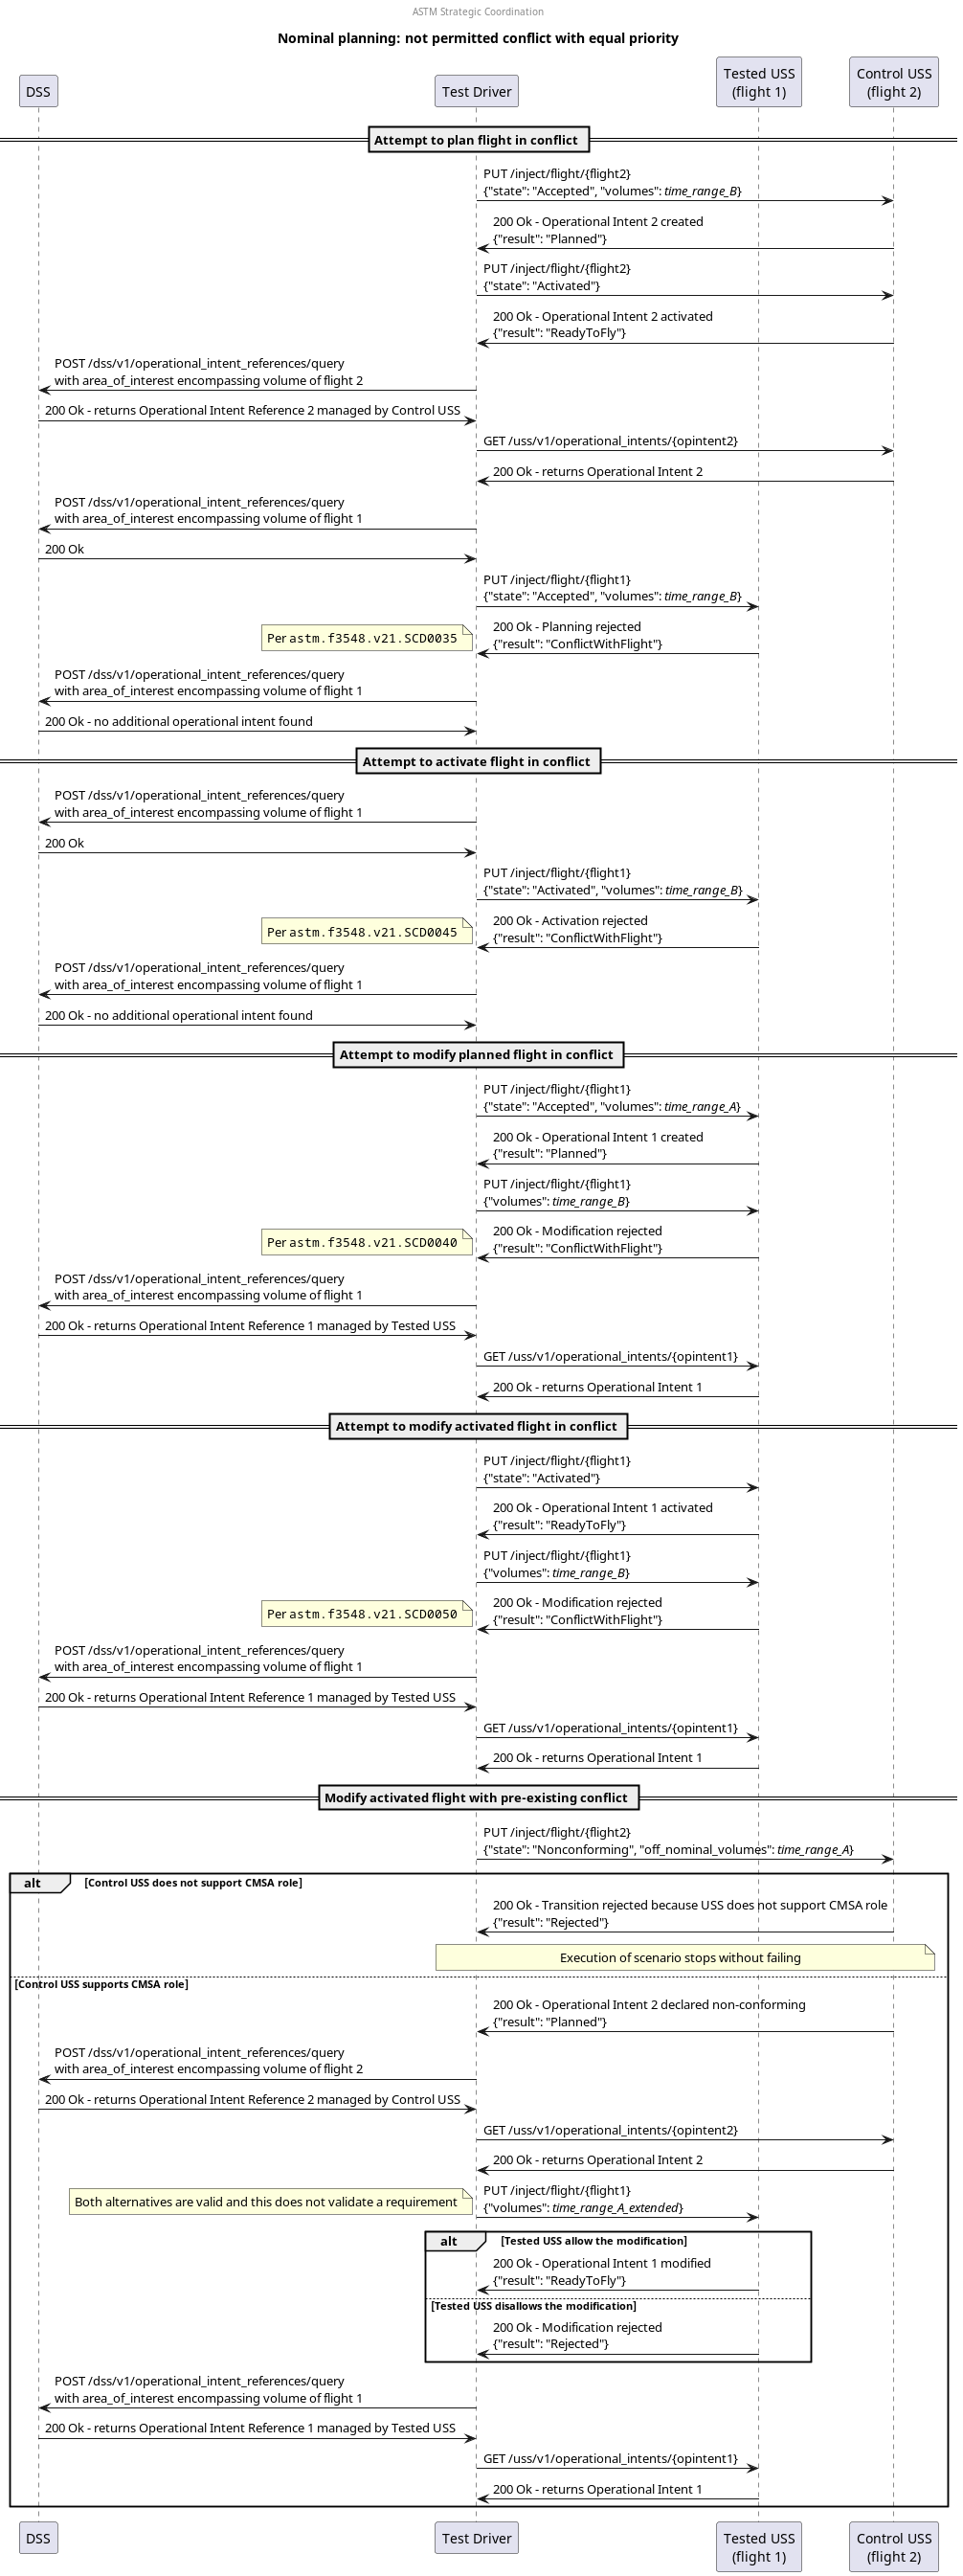 ASTM Strategic Coordination
Nominal planning: not permitted conflict with equal priority
DSS
Test Driver
Tested USS
(flight 1)
Control USS
(flight 2)
Attempt to plan flight in conflict
PUT /inject/flight/{flight2}
{"state": "Accepted", "volumes": time_range_B}
200 Ok - Operational Intent 2 created
{"result": "Planned"}
PUT /inject/flight/{flight2}
{"state": "Activated"}
200 Ok - Operational Intent 2 activated
{"result": "ReadyToFly"}
POST /dss/v1/operational_intent_references/query
with area_of_interest encompassing volume of flight 2
200 Ok - returns Operational Intent Reference 2 managed by Control USS
GET /uss/v1/operational_intents/{opintent2}
200 Ok - returns Operational Intent 2
POST /dss/v1/operational_intent_references/query
with area_of_interest encompassing volume of flight 1
200 Ok
PUT /inject/flight/{flight1}
{"state": "Accepted", "volumes": time_range_B}
200 Ok - Planning rejected
{"result": "ConflictWithFlight"}
Per astm.f3548.v21.SCD0035
POST /dss/v1/operational_intent_references/query
with area_of_interest encompassing volume of flight 1
200 Ok - no additional operational intent found
Attempt to activate flight in conflict
POST /dss/v1/operational_intent_references/query
with area_of_interest encompassing volume of flight 1
200 Ok
PUT /inject/flight/{flight1}
{"state": "Activated", "volumes": time_range_B}
200 Ok - Activation rejected
{"result": "ConflictWithFlight"}
Per astm.f3548.v21.SCD0045
POST /dss/v1/operational_intent_references/query
with area_of_interest encompassing volume of flight 1
200 Ok - no additional operational intent found
Attempt to modify planned flight in conflict
PUT /inject/flight/{flight1}
{"state": "Accepted", "volumes": time_range_A}
200 Ok - Operational Intent 1 created
{"result": "Planned"}
PUT /inject/flight/{flight1}
{"volumes": time_range_B}
200 Ok - Modification rejected
{"result": "ConflictWithFlight"}
Per astm.f3548.v21.SCD0040
POST /dss/v1/operational_intent_references/query
with area_of_interest encompassing volume of flight 1
200 Ok - returns Operational Intent Reference 1 managed by Tested USS
GET /uss/v1/operational_intents/{opintent1}
200 Ok - returns Operational Intent 1
Attempt to modify activated flight in conflict
PUT /inject/flight/{flight1}
{"state": "Activated"}
200 Ok - Operational Intent 1 activated
{"result": "ReadyToFly"}
PUT /inject/flight/{flight1}
{"volumes": time_range_B}
200 Ok - Modification rejected
{"result": "ConflictWithFlight"}
Per astm.f3548.v21.SCD0050
POST /dss/v1/operational_intent_references/query
with area_of_interest encompassing volume of flight 1
200 Ok - returns Operational Intent Reference 1 managed by Tested USS
GET /uss/v1/operational_intents/{opintent1}
200 Ok - returns Operational Intent 1
Modify activated flight with pre-existing conflict
PUT /inject/flight/{flight2}
{"state": "Nonconforming", "off_nominal_volumes": time_range_A}
alt [Control USS does not support CMSA role]
200 Ok - Transition rejected because USS does not support CMSA role
{"result": "Rejected"}
Execution of scenario stops without failing
[Control USS supports CMSA role]
200 Ok - Operational Intent 2 declared non-conforming
{"result": "Planned"}
POST /dss/v1/operational_intent_references/query
with area_of_interest encompassing volume of flight 2
200 Ok - returns Operational Intent Reference 2 managed by Control USS
GET /uss/v1/operational_intents/{opintent2}
200 Ok - returns Operational Intent 2
PUT /inject/flight/{flight1}
{"volumes": time_range_A_extended}
Both alternatives are valid and this does not validate a requirement
alt [Tested USS allow the modification]
200 Ok - Operational Intent 1 modified
{"result": "ReadyToFly"}
[Tested USS disallows the modification]
200 Ok - Modification rejected
{"result": "Rejected"}
POST /dss/v1/operational_intent_references/query
with area_of_interest encompassing volume of flight 1
200 Ok - returns Operational Intent Reference 1 managed by Tested USS
GET /uss/v1/operational_intents/{opintent1}
200 Ok - returns Operational Intent 1
DSS
Test Driver
Tested USS
(flight 1)
Control USS
(flight 2)